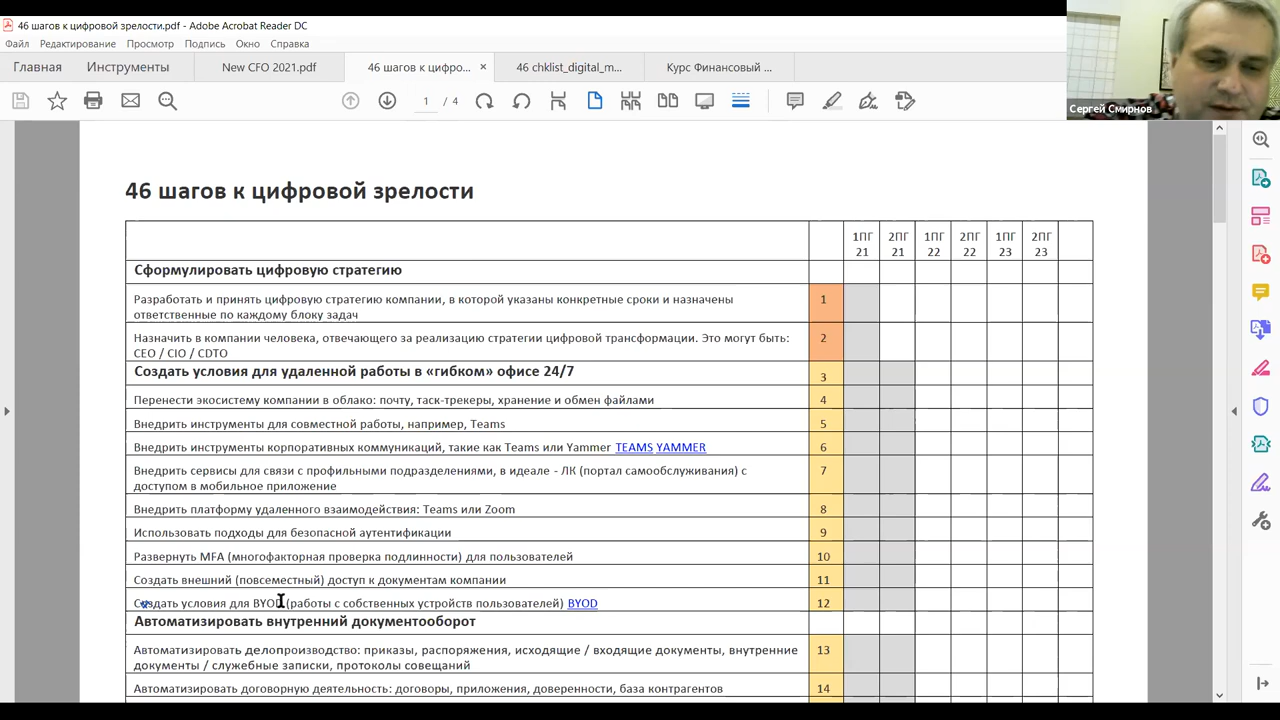 46 шагов к цифровой зрелости.pdf - Adobe Acrobat Reader DC
Файл Редактирование Просмотр Подпись Окно Справка
Главная Инструменты New CFO 2021.pdf 46 шагов к цифро... × 46 chklist_digital_m... Курс Финансовый ...
1 / 4
Сергей Смирнов
46 шагов к цифровой зрелости
1ПГ 2ПГ 1ПГ 2ПГ 1ПГ 2ПГ
21 21 22 22 23 23
Сформулировать цифровую стратегию
Разработать и принять цифровую стратегию компании, в которой указаны конкретные сроки и назначены 1
ответственные по каждому блоку задач
Назначить в компании человека, отвечающего за реализацию стратегии цифровой трансформации. Это могут быть: 2
CEO / CIO / CDTO
Создать условия для удаленной работы в «гибком» офисе 24/7 3
Перенести экосистему компании в облако: почту, таск-трекеры, хранение и обмен файлами 4
Внедрить инструменты для совместной работы, например, Teams 5
Внедрить инструменты корпоративных коммуникаций, такие как Teams или Yammer TEAMS YAMMER 6
Внедрить сервисы для связи с профильными подразделениями, в идеале - ЛК (портал самообслуживания) с 7
доступом в мобильное приложение
Внедрить платформу удаленного взаимодействия: Teams или Zoom 8
Использовать подходы для безопасной аутентификации 9
Развернуть MFA (многофакторная проверка подлинности) для пользователей 10
Создать внешний (повсеместный) доступ к документам компании 11
Создать условия для BYOD (работы с собственных устройств пользователей) BYOD 12
Автоматизировать внутренний документооборот
Автоматизировать делопроизводство: приказы, распоряжения, исходящие / входящие документы, внутренние 13
документы / служебные записки, протоколы совещаний
Автоматизировать договорную деятельность: договоры, приложения, доверенности, база контрагентов 14